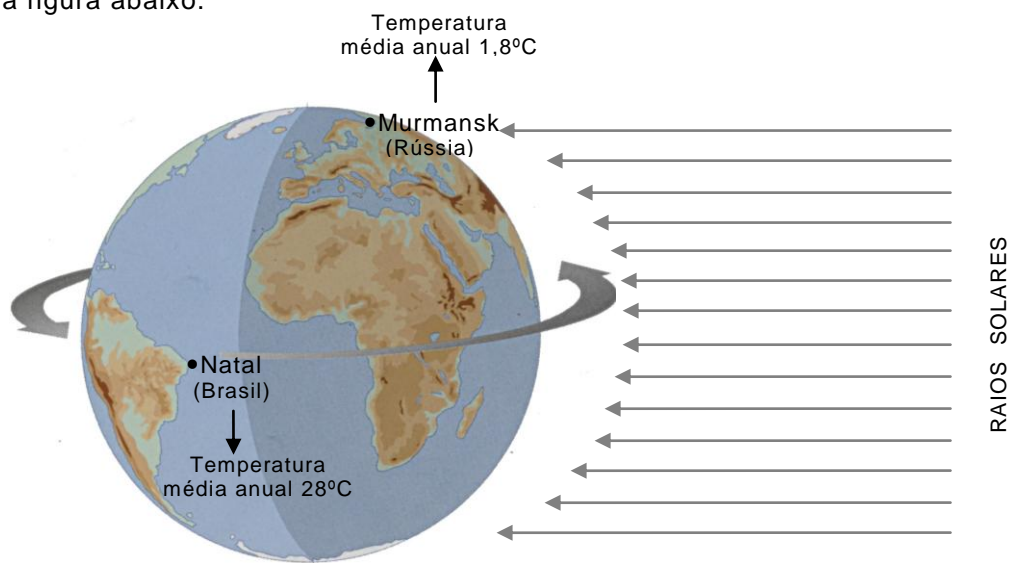 a figura abaixo.
Temperatura
média anual 1,8ºC
Murmansk
(Rússia)
Natal
(Brasil)
Temperatura
média anual 28ºC
RAIOS SOLARES